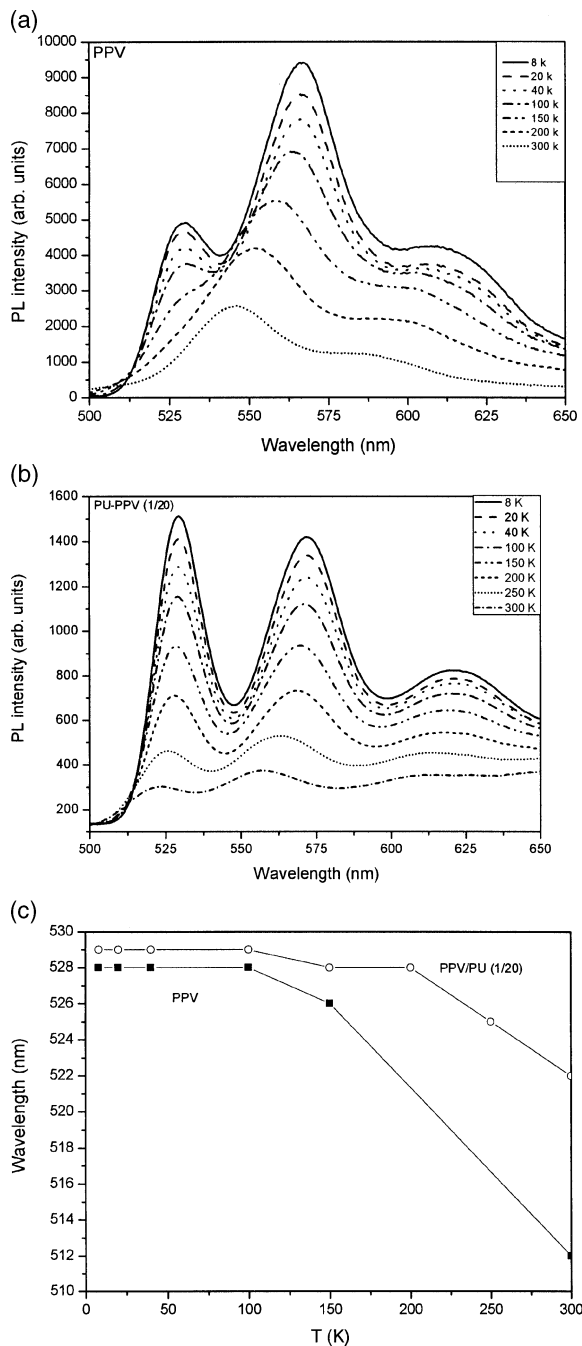 (a)
PPV
8 k
20 k
40 k
100 k
150 k
200 k
300 k
10000
9000
8000
7000
6000
5000
4000
3000
2000
1000
0
PL intensity (arb. units)
500 525 550 575 600 625 650
Wavelength (nm)
(b)
PU-PPV (1/20)
8 K
20 K
40 K
100 K
150 K
200 K
250 K
300 K
1600
1400
1200
1000
800
600
400
200
PL intensity (arb. units)
500 525 550 575 600 625 650
Wavelength (nm)
(c)
530
528
526
524
522
520
518
516
514
512
510
Wavelength (nm)
PPV/PU (1/20)
PPV
0 50 100 150 200 250 300
T (K)